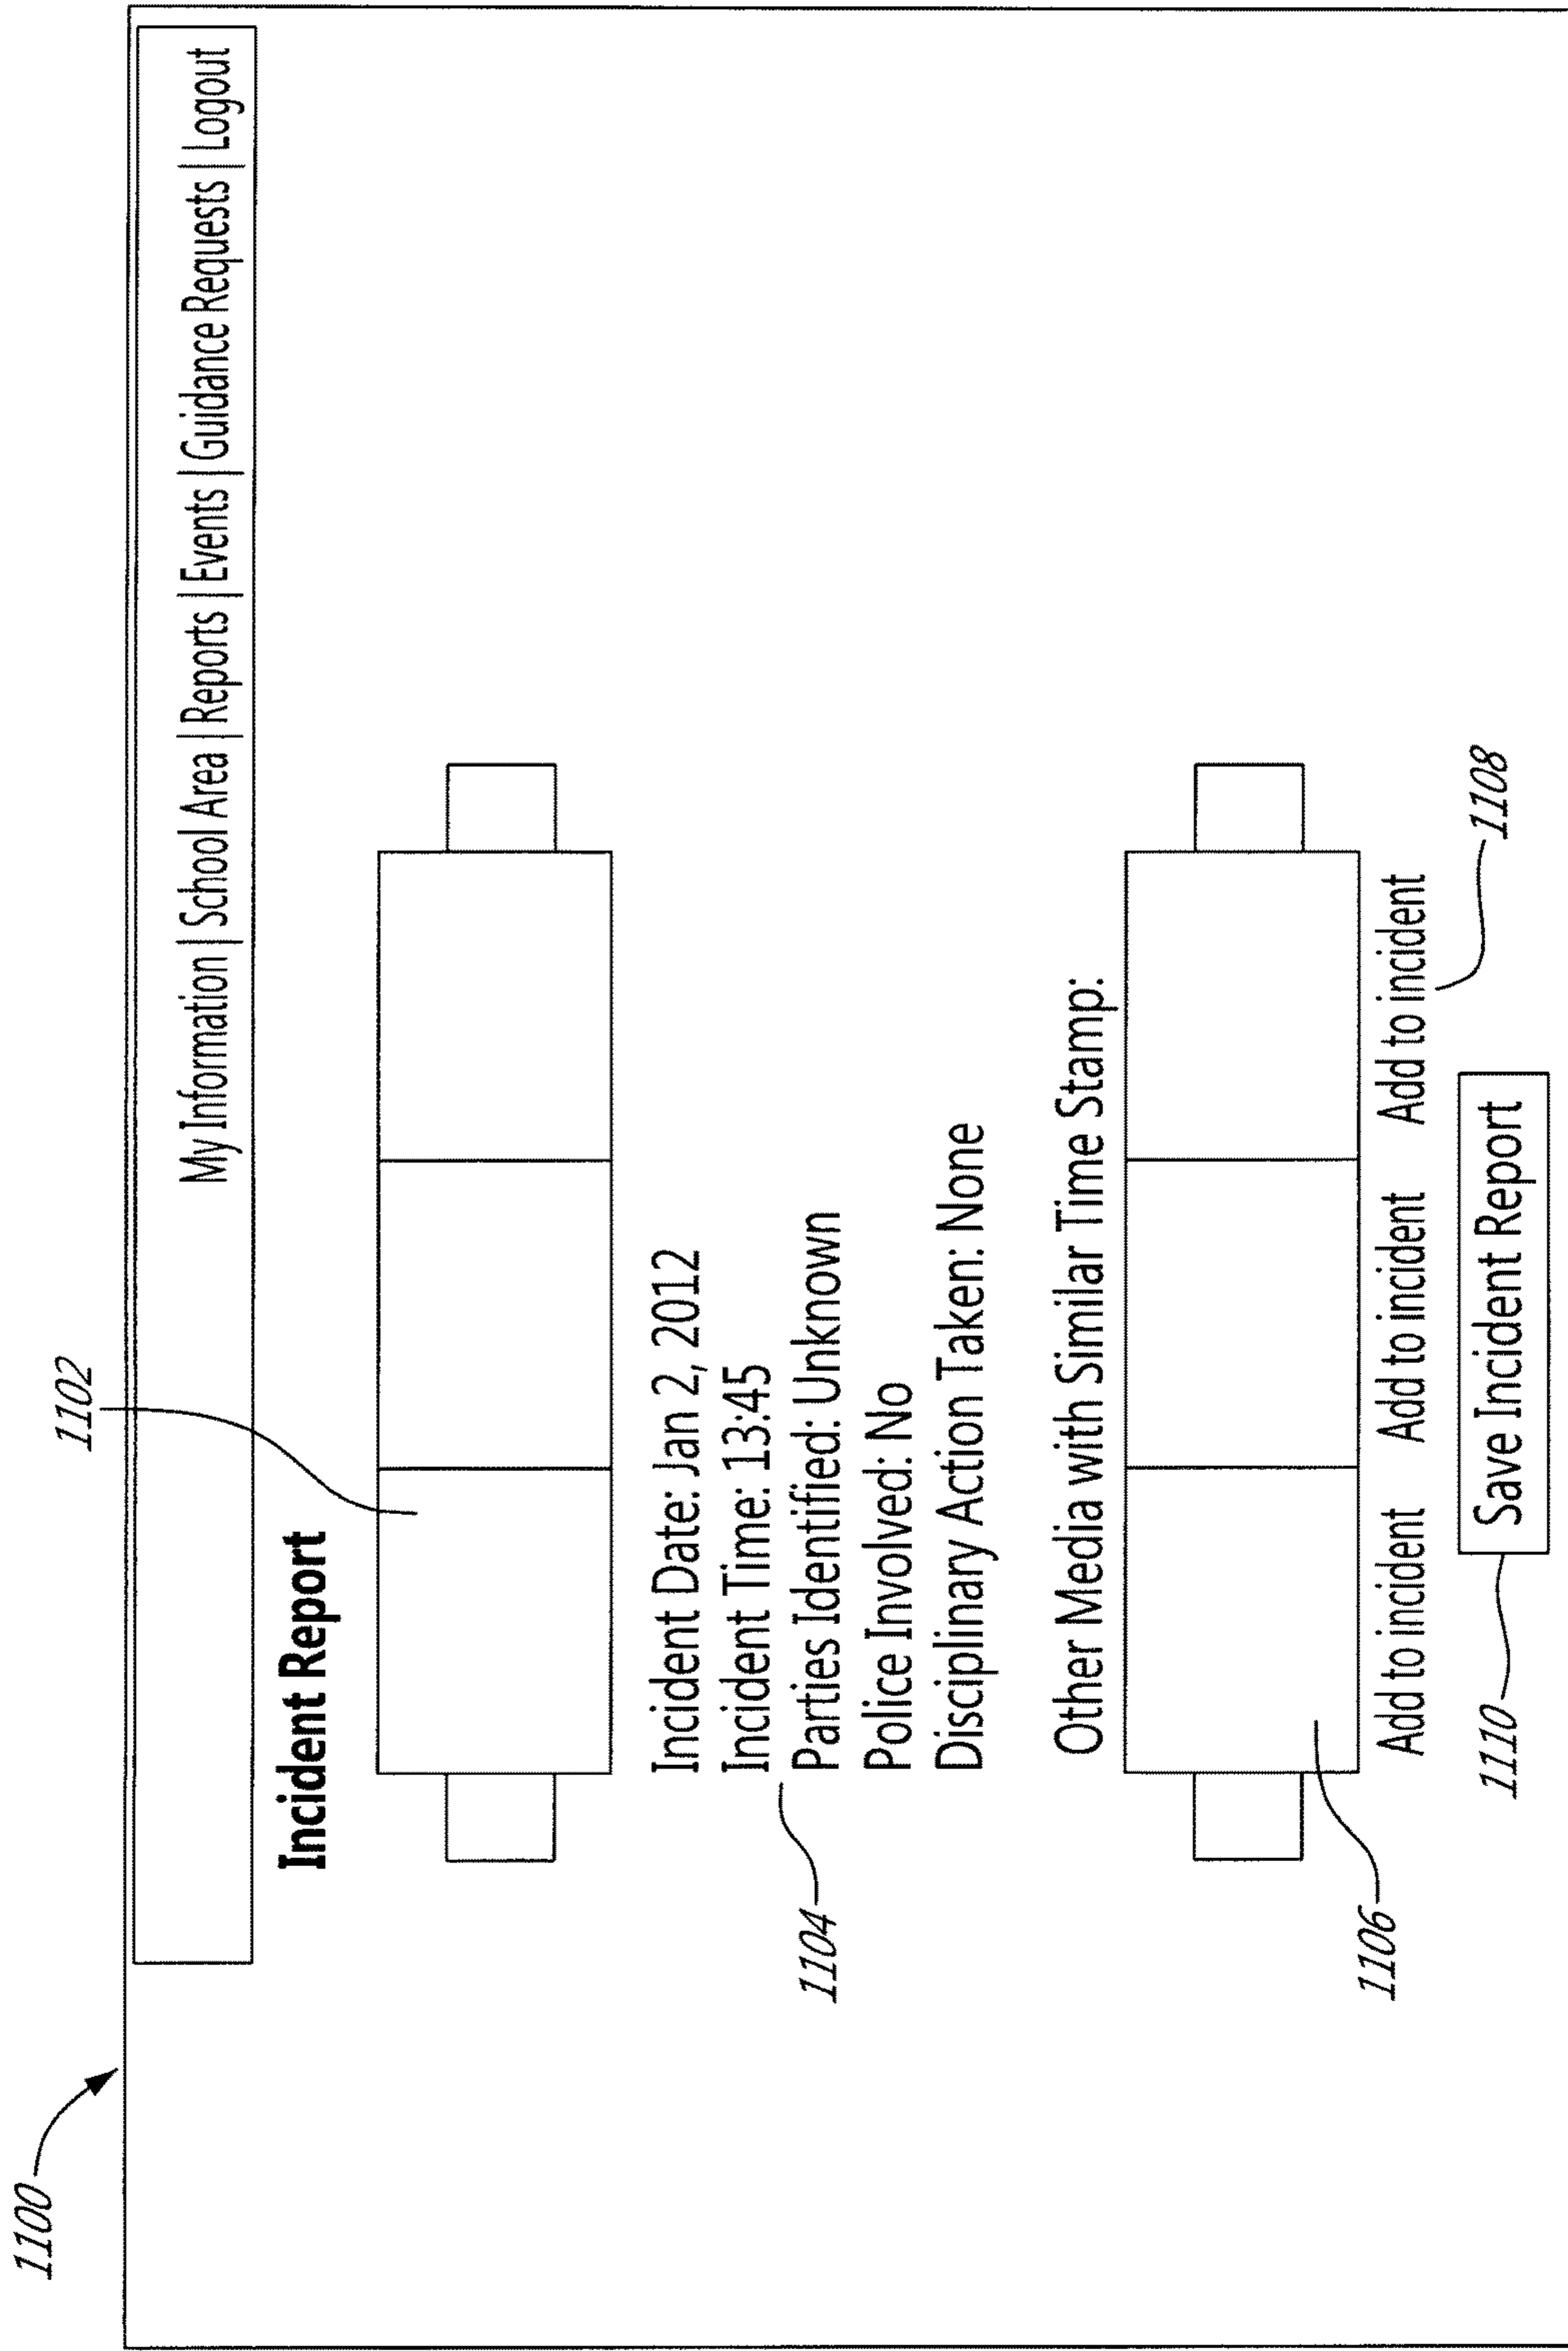 1100
My Information | School Area | Reports | Events | Guidance Requests | Logout
1102
Incident Report
Incident Date: Jan 2, 2012
Incident Time: 13:45
1104
Parties Identified: Unknown
Police Involved: No
Disciplinary Action Taken: None
Other Media with Similar Time Stamp:
1106
Add to incident Add to incident Add to incident
1108
1110
Save Incident Report